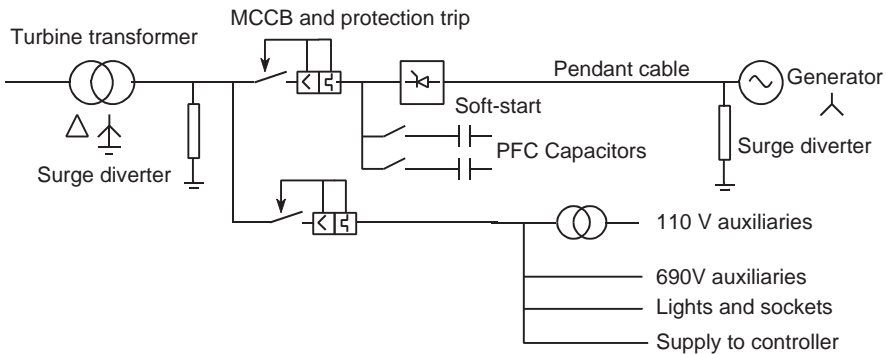 MCCB and protection trip
Turbine transformer
Pendant cable
Generator
Soft-start
PFC Capacitors
Surge diverter
Surge diverter
110 V auxiliaries
690V auxiliaries
Lights and sockets
Supply to controller